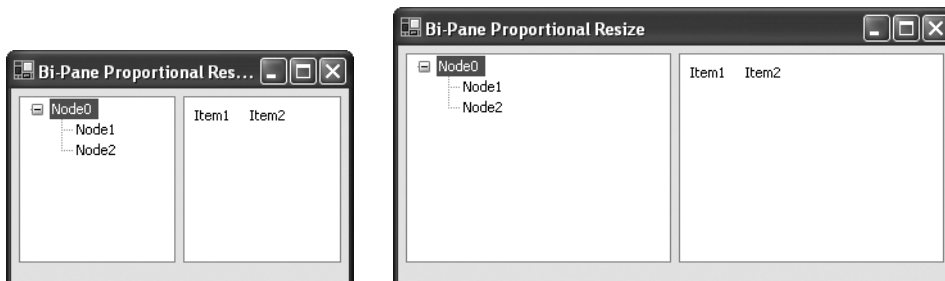 Bi-Pane Proportional Res...
Node0
Node1
Node2
Item1 Item2
Bi-Pane Proportional Resize
Node0
Node1
Node2
Item1 Item2